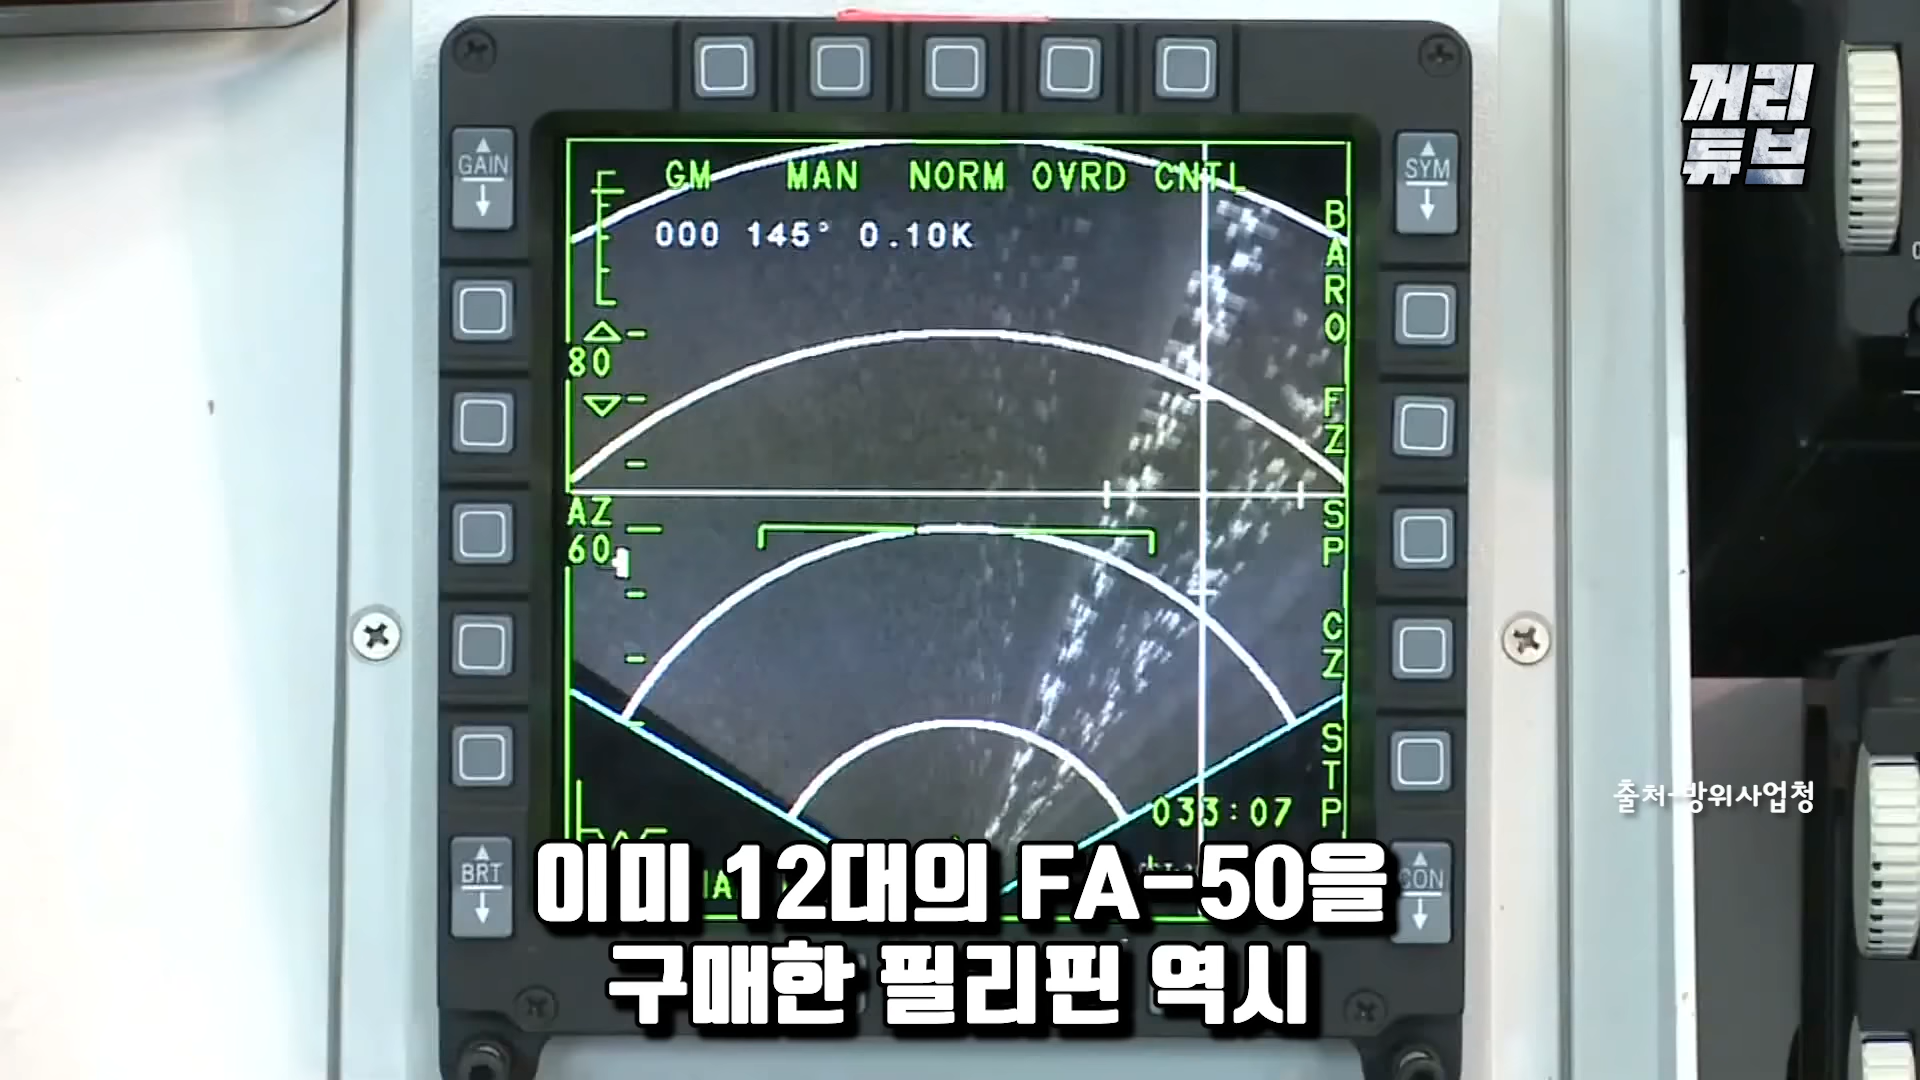 꺼리
튜브
GAIN
SYM
GM MAN NORM OVRD CNTL
000 145° 0.10K
BARO
80
FZ
AZ
60
SP
CZ
STP
033:07
출처-방위사업청
BRT
CON
이미 12대의 FA-50을
구매한 필리핀 역시